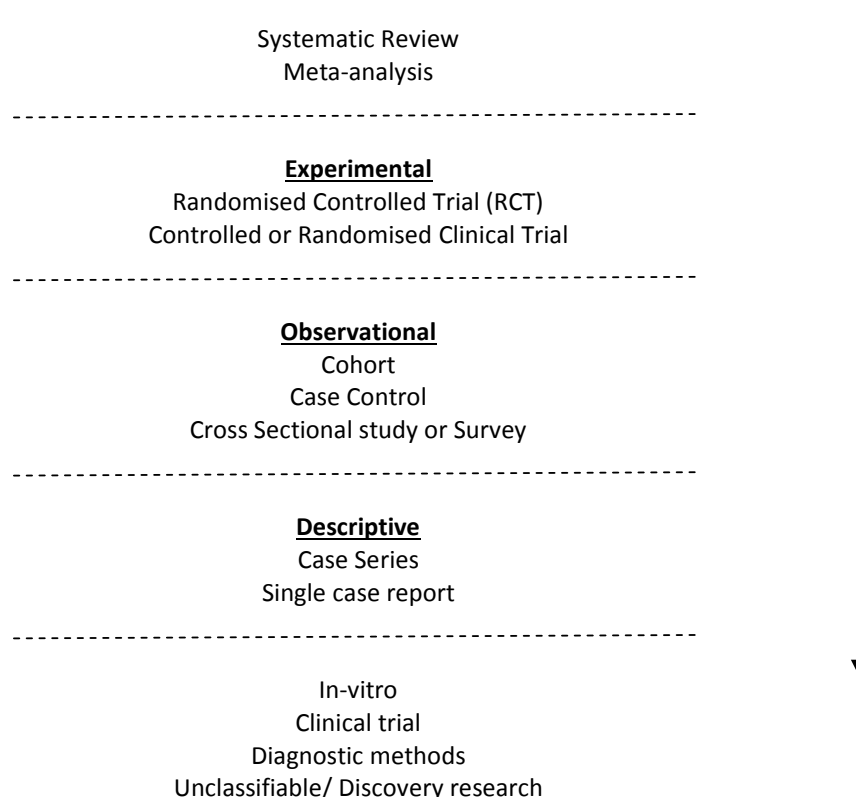 Systematic Review
Meta-analysis
Experimental
Randomised Controlled Trial (RCT)
Controlled or Randomised Clinical Trial
Observational
Cohort
Case Control
Cross Sectional study or Survey
Descriptive
Case Series
Single case report
In-vitro
Clinical trial
Diagnostic methods
Unclassifiable/ Discovery research